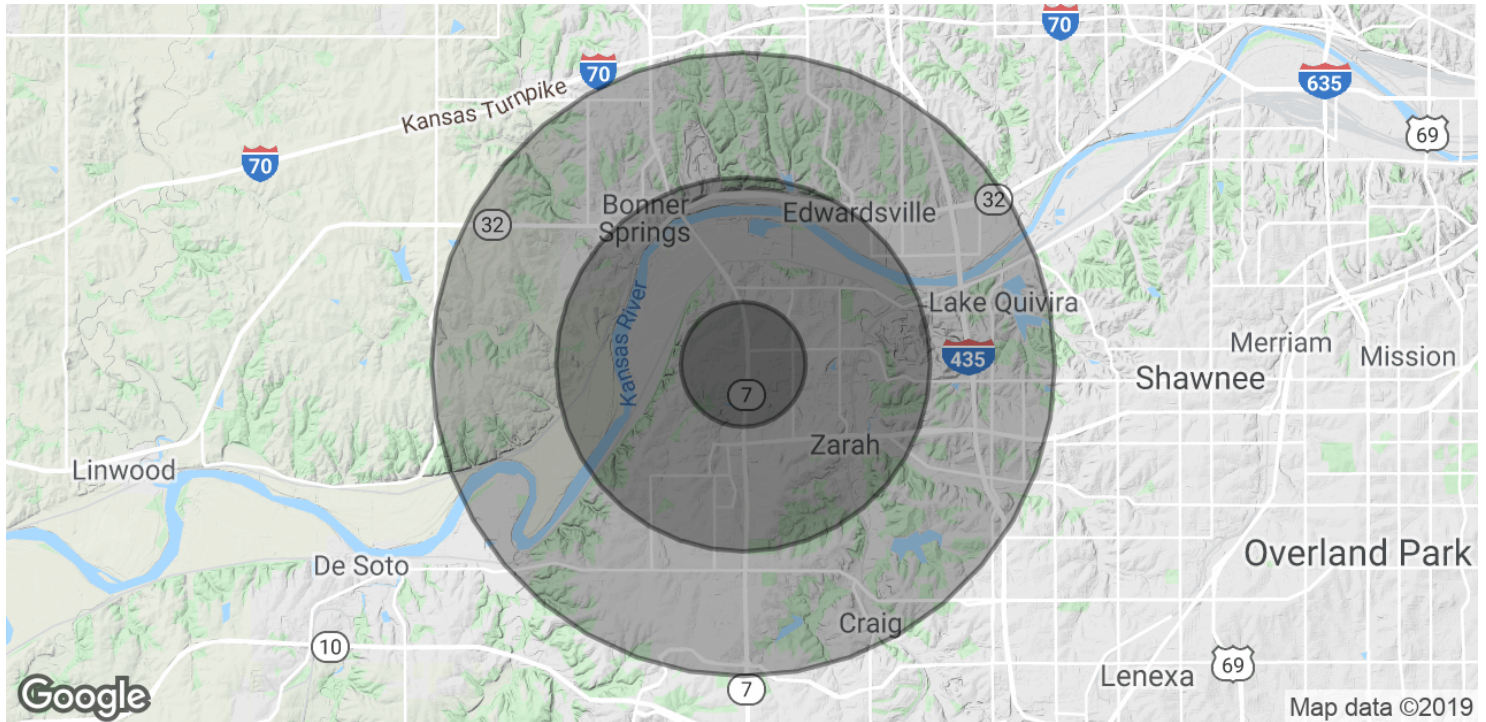 70
70
635
Kansas Turnpike
69
70
32
Bonner
Springs
Edwardsville
32
Kansas River
Lake Quivira
435
Merriam
Mission
Shawnee
7
Zarah
Linwood
De Soto
Overland Park
Craig
10
Lenexa
69
7
Google
Map data ©2019